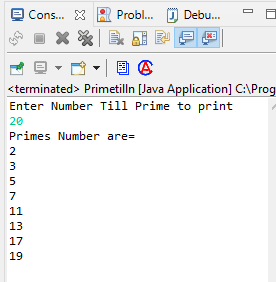 Cons... Probl... Debu...
<terminated> Primetilln [Java Application] C:\Prog
Enter Number Till Prime to print
20
Primes Number are=
2
3
5
7
11
13
17
19